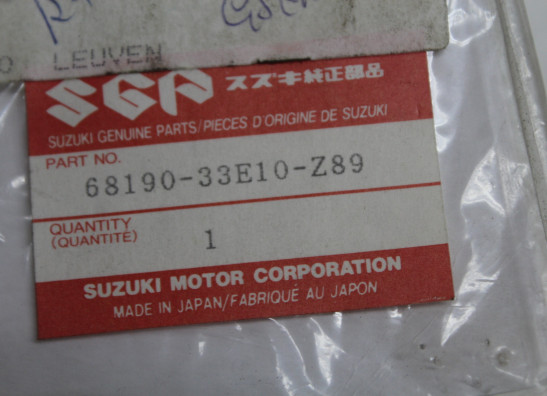 LEUVEN
SGP スズキ純正部品
SUZUKI GENUINE PARTS/PIECES D'ORIGINE DE SUZUKI
PART NO.
68190-33E10-Z89
QUANTITY
(QUANTITÉ)
1
SUZUKI MOTOR CORPORATION
MADE IN JAPAN/FABRIQUÉ AU JAPON